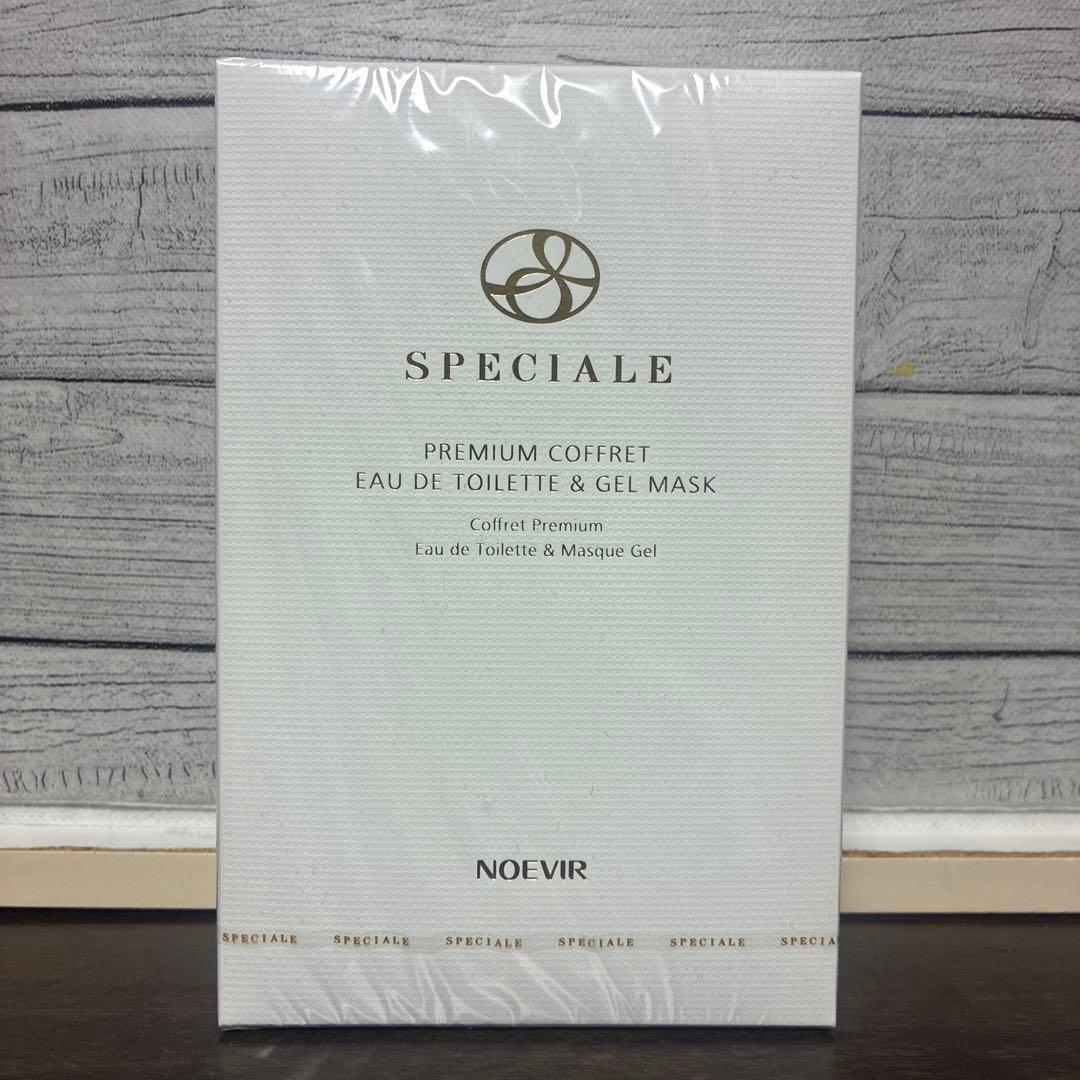 SPECIALE
PREMIUM COFFRET
EAU DE TOILETTE & GEL MASK
Coffret Premium
Eau de Toilette & Masque Gel
NOEVIR
SPECIALE SPECIALE SPECIALE SPECIALE SPECIALE SPECIA